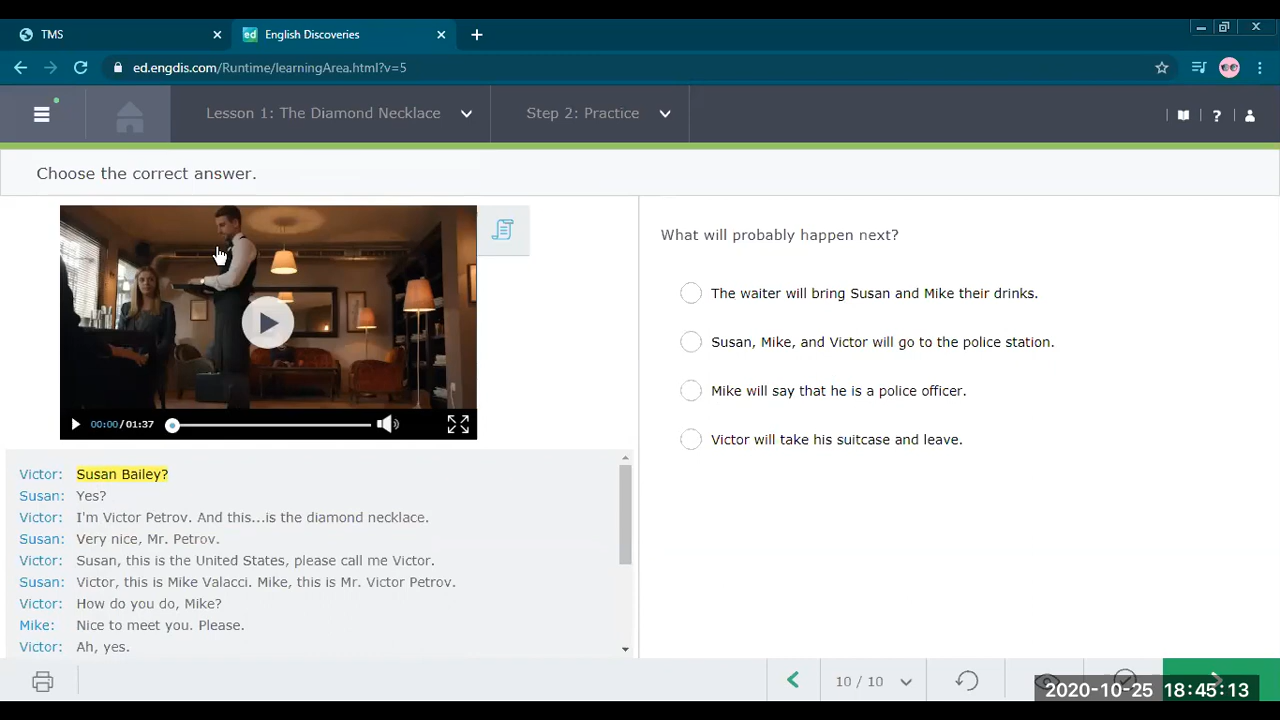 TMS
ed English Discoveries
ed.engdis.com/Runtime/learningArea.html?v=5
Lesson 1: The Diamond Necklace
Step 2: Practice
?
Choose the correct answer.
00:00/01:37
Victor: Susan Bailey?
Susan: Yes?
Victor: I'm Victor Petrov. And this...is the diamond necklace.
Susan: Very nice, Mr. Petrov.
Victor: Susan, this is the United States, please call me Victor.
Susan: Victor, this is Mike Valacci. Mike, this is Mr. Victor Petrov.
Victor: How do you do, Mike?
Mike: Nice to meet you. Please.
Victor: Ah, yes.
What will probably happen next?
The waiter will bring Susan and Mike their drinks.
Susan, Mike, and Victor will go to the police station.
Mike will say that he is a police officer.
Victor will take his suitcase and leave.
10 / 10
2020-10-25 18:45:13